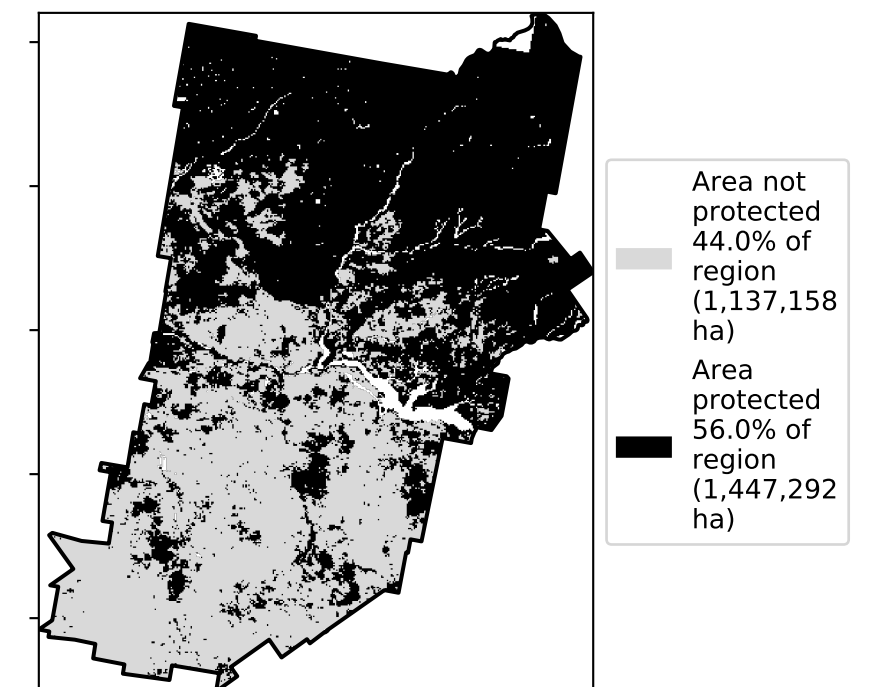 Area not
protected
44.0% of
region
(1,137,158
ha)
Area
protected
56.0% of
region
(1,447,292
ha)